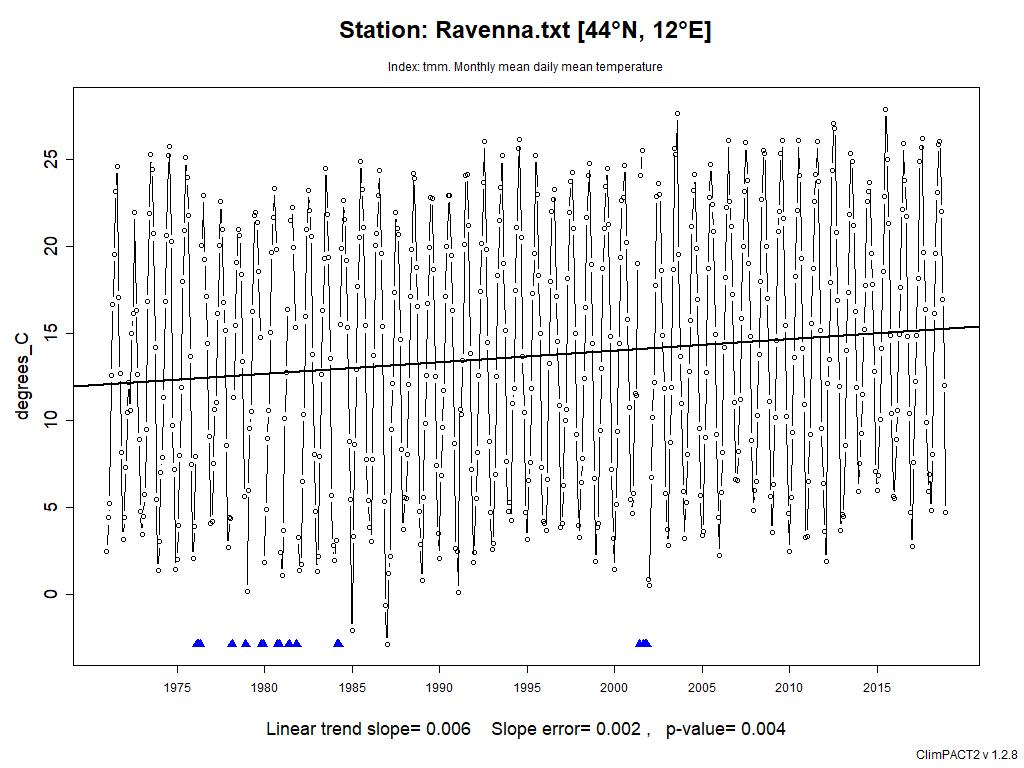 Station: Ravenna.txt [44°N, 12°E]
Index: tmm. Monthly mean daily mean temperature
degrees_C
25
20
15
10
5
0
1975 1980 1985 1990 1995 2000 2005 2010 2015
Linear trend slope= 0.006 Slope error= 0.002 , p-value= 0.004
ClimPACT2 v 1.2.8